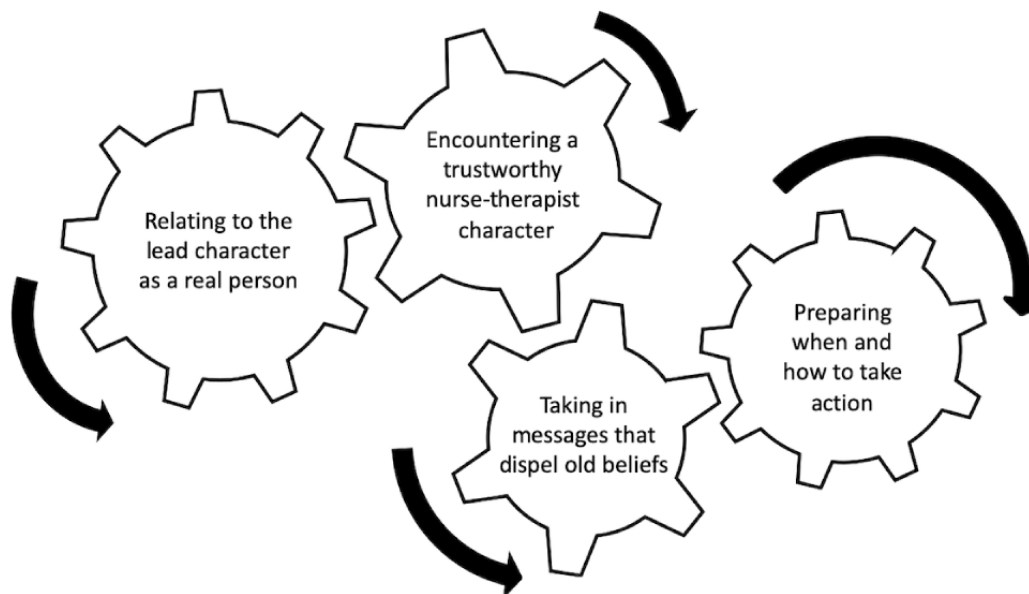 Relating to the
lead character
as a real person
Encountering a
trustworthy
nurse-therapist
character
Taking in
messages that
dispel old beliefs
Preparing
when and
how to take
action